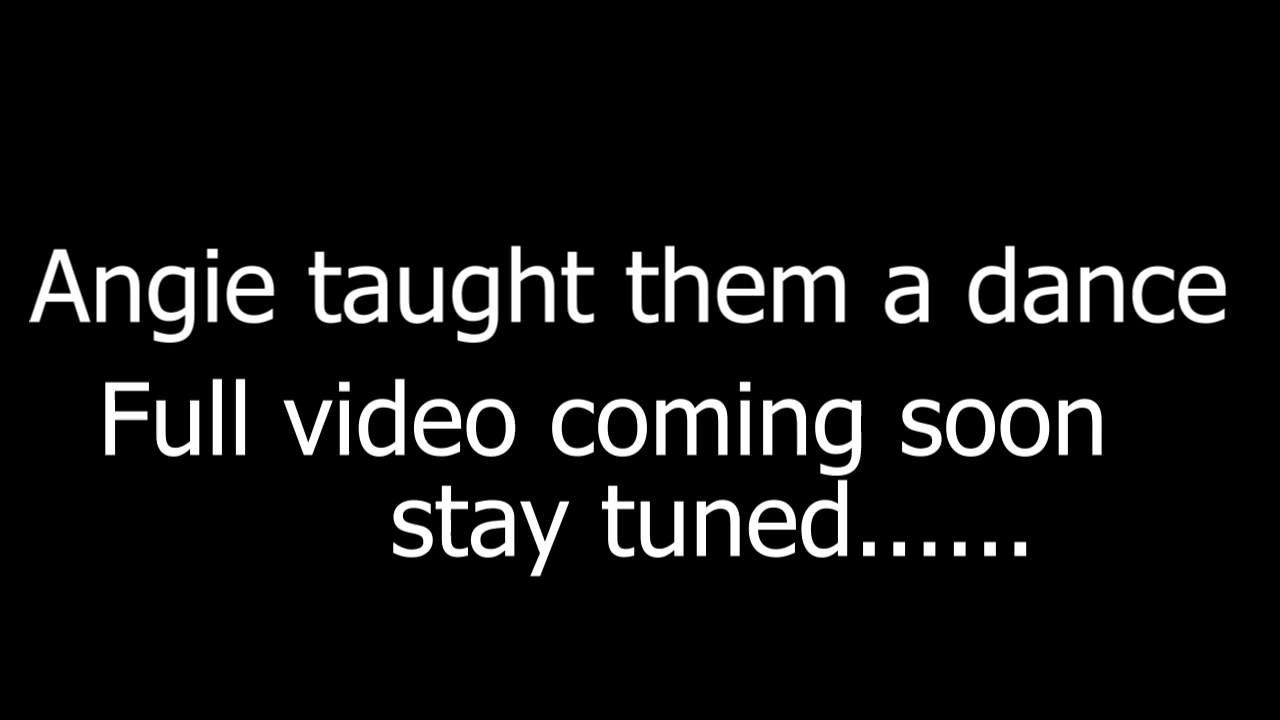 Angie taught them a dance
Full video coming soon
stay tuned......